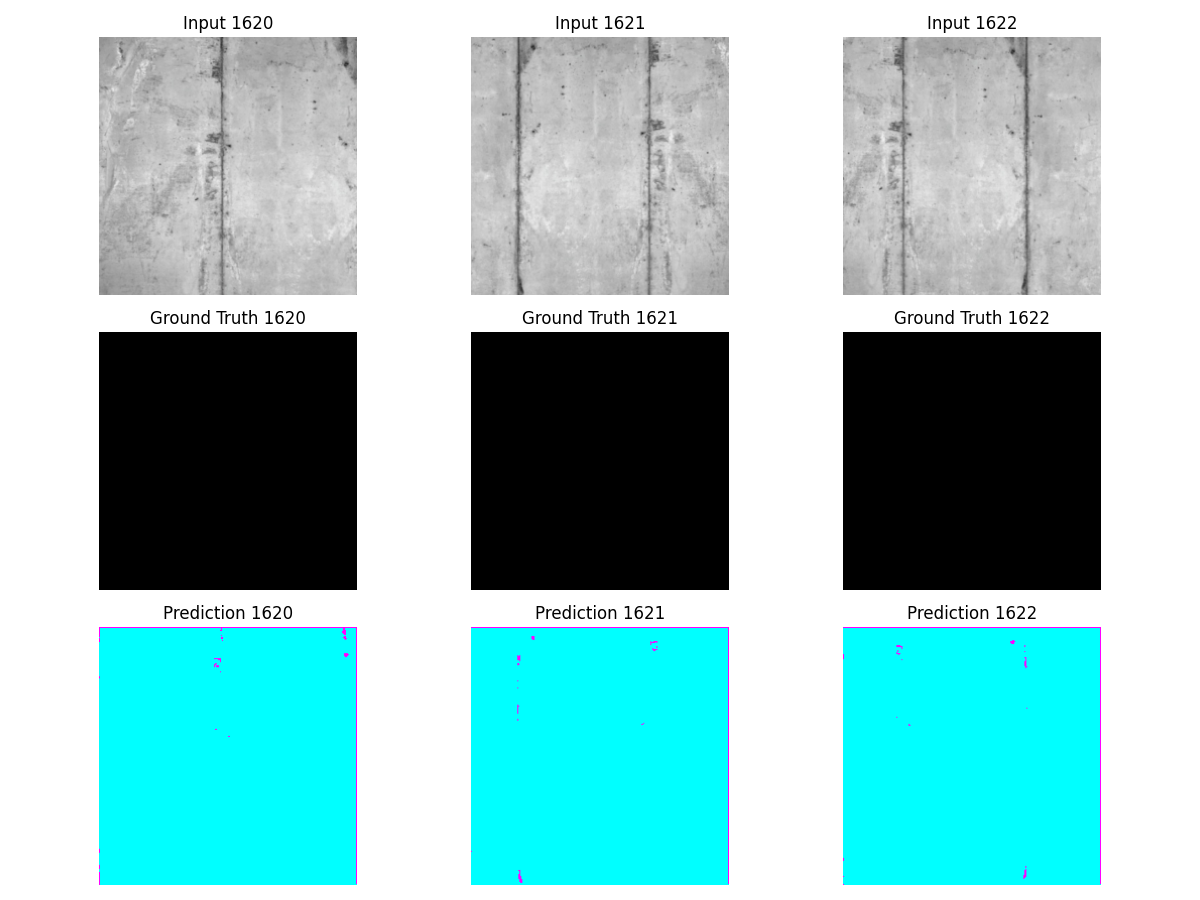 Input 1620
Input 1621
Input 1622
Ground Truth 1620
Ground Truth 1621
Ground Truth 1622
Prediction 1620
Prediction 1621
Prediction 1622